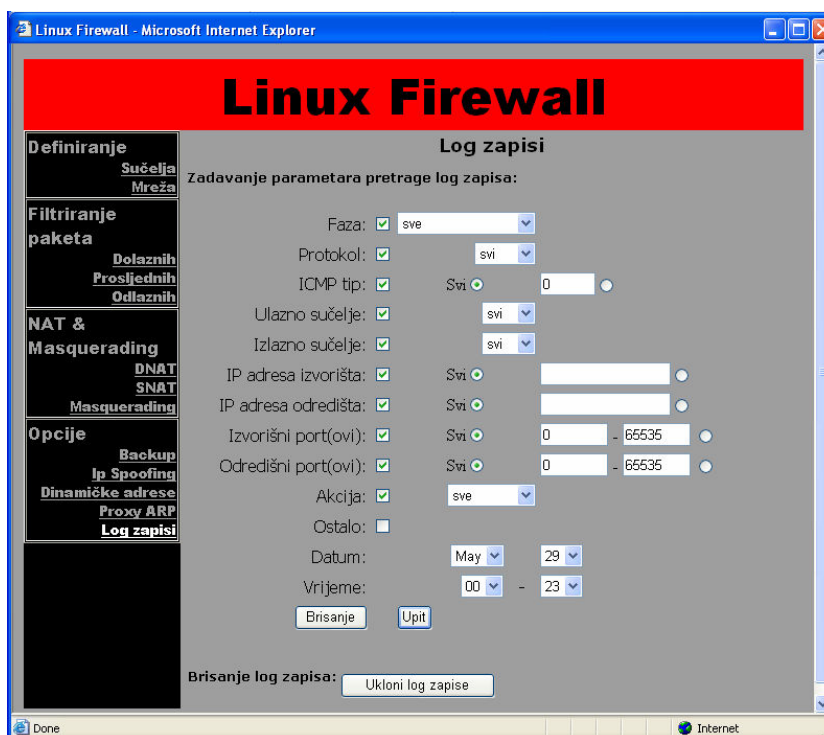 Linux Firewall - Microsoft Internet Explorer
Linux Firewall
Definiranje
Sučelja
Mreža
Filtriranje
paketa
Dolaznih
Prosljednih
Odlaznih
NAT &
Masquerading
DNAT
SNAT
Masquerading
Opcije
Backup
Ip Spoofing
Dinamičke adrese
Proxy ARP
Log zapisi
Log zapisi
Zadavanje parametara pretrage log zapisa:
Faza: sve
Protokol: svi
ICMP tip: Svi 0
Ulazno sučelje: svi
Izlazno sučelje: svi
IP adresa izvorišta: Svi
IP adresa odredišta: Svi
Izvorišni port(ovi): Svi 0 - 65535
Odredišni port(ovi): Svi 0 - 65535
Akcija: sve
Ostalo:
Datum: May 29
Vrijeme: 00 - 23
Brisanje Upit
Brisanje log zapisa: Ukloni log zapise
Done Internet